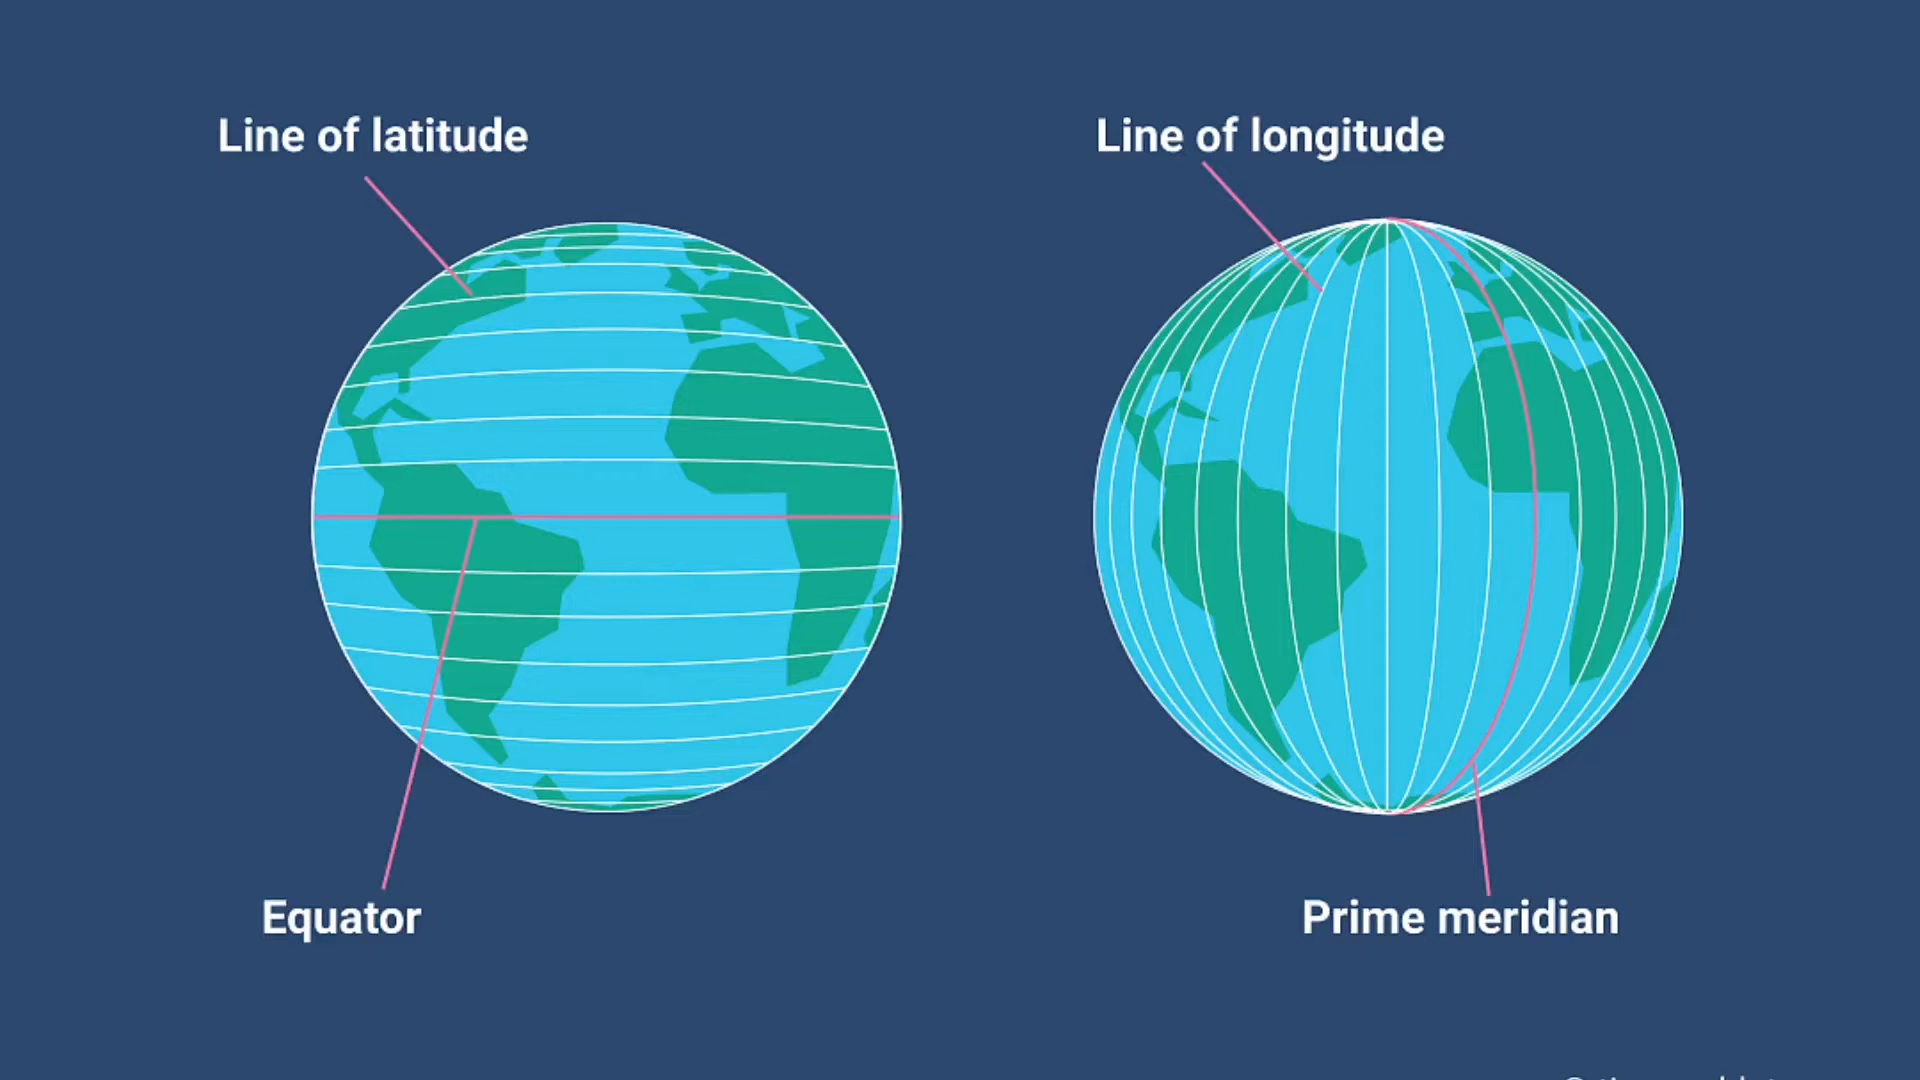 Line of latitude
Line of longitude
Equator
Prime meridian